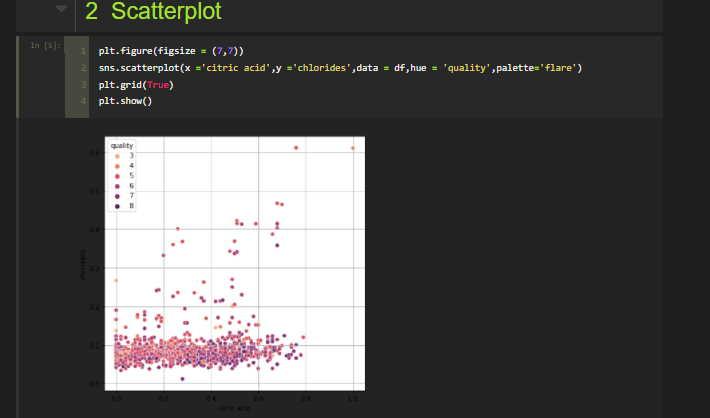 2 Scatterplot
In [5]:
1 plt.figure(figsize = (7,7))
2 sns.scatterplot(x ='citric acid',y ='chlorides',data = df,hue = 'quality',palette='flare')
3 plt.grid(True)
4 plt.show()
quality
3
4
5
6
7
8
0.6
0.5
0.4
0.3
0.2
0.1
0.0
chlorides
0.0 0.2 0.4 0.6 0.8 1.0
citric acid